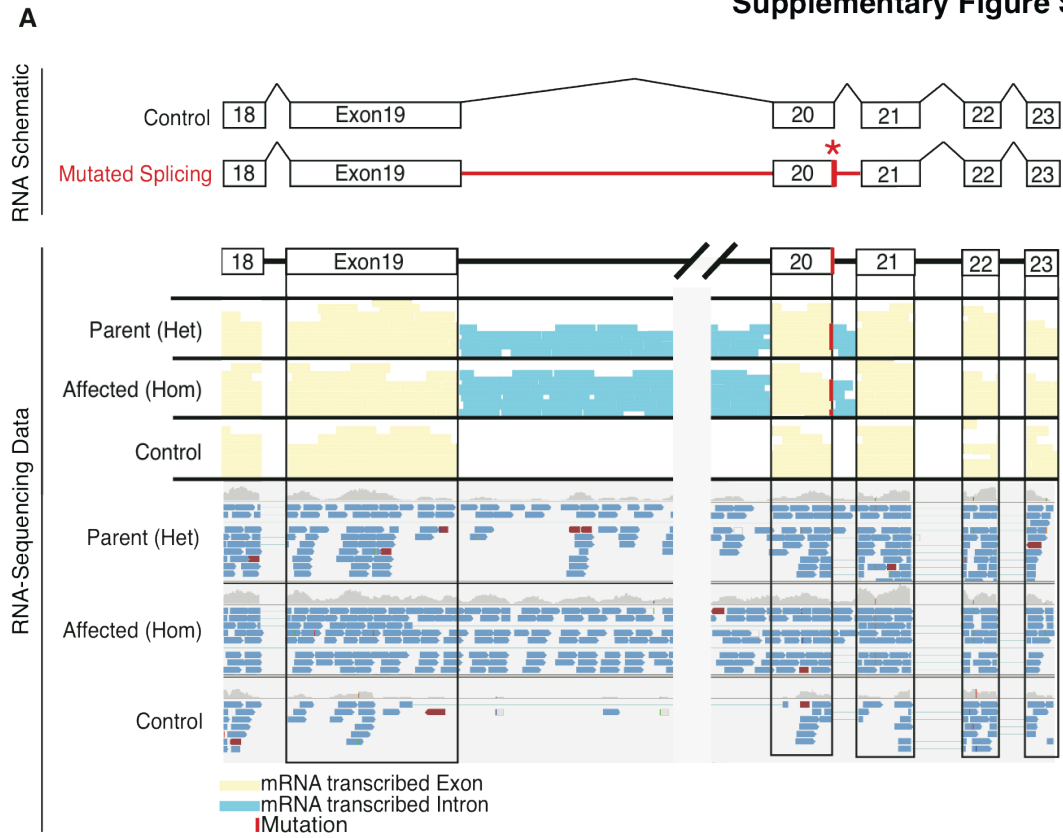 Supplementary Figure
A
RNA Schematic
Control
18 Exon19 20 21 22 23
*
Mutated Splicing
18 Exon19 20 21 22 23
18 Exon19 20 21 22 23
RNA-Sequencing Data
Parent (Het)
Affected (Hom)
Control
Parent (Het)
Affected (Hom)
Control
mRNA transcribed Exon
mRNA transcribed Intron
Mutation